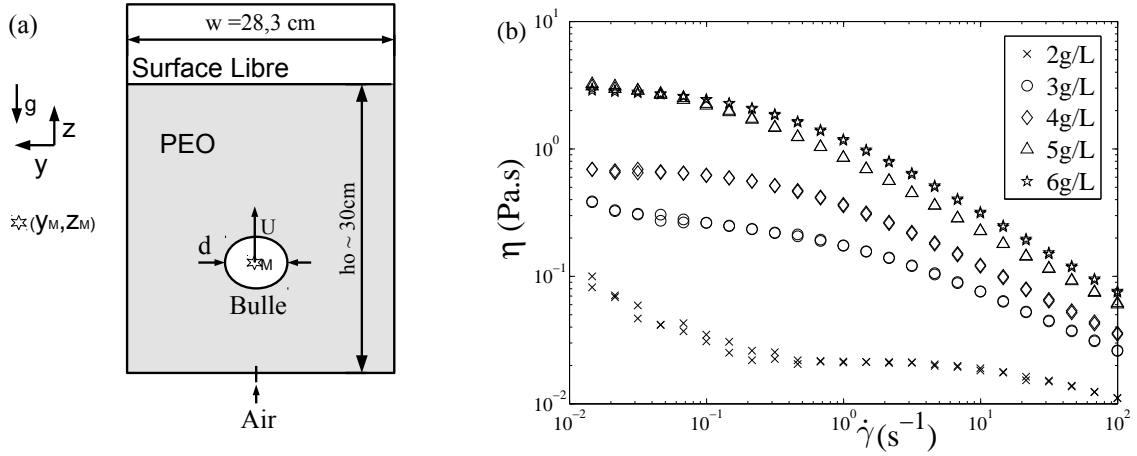 (a)
w =28,3 cm
Surface Libre
g
z
y
PEO
(yM,zM)
ho ~ 30cm
U
d
M
Bulle
Air
(b)
η (Pa.s)
10^1
10^0
10^-1
10^-2
10^-2
10^-1
10^0
10^1
10^2
γ̇(s^-1)
2g/L
3g/L
4g/L
5g/L
6g/L